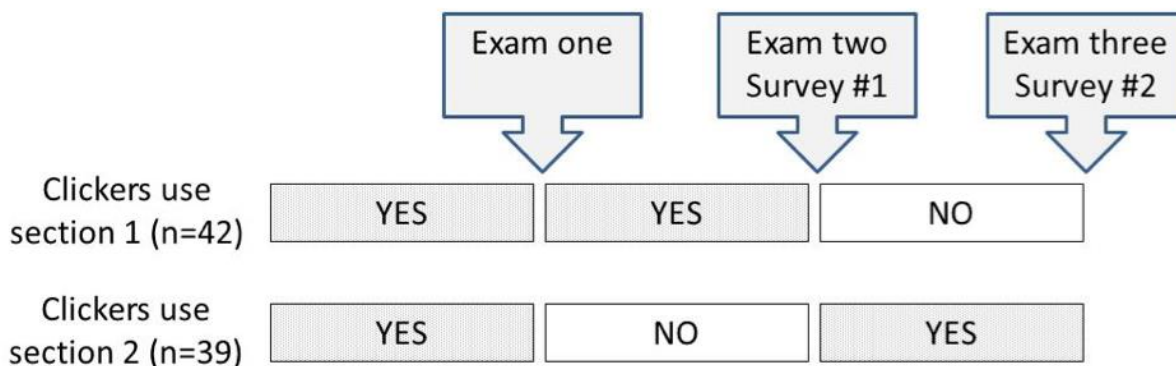 Exam one
Exam two
Survey #1
Exam three
Survey #2
Clickers use
section 1 (n=42)
YES
YES
NO
Clickers use
section 2 (n=39)
YES
NO
YES